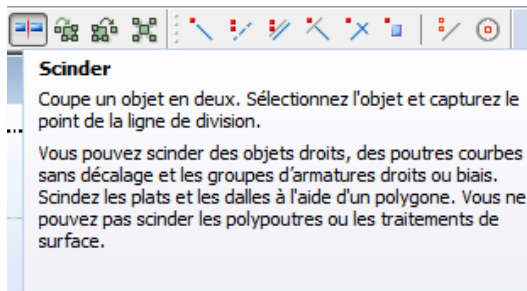 Scinder
Coupe un objet en deux. Sélectionnez l'objet et capturez le
point de la ligne de division.
Vous pouvez scinder des objets droits, des poutres courbes
sans décalage et les groupes d'armatures droits ou biais.
Scindez les plats et les dalles à l'aide d'un polygone. Vous ne
pouvez pas scinder les polypoutres ou les traitements de
surface.